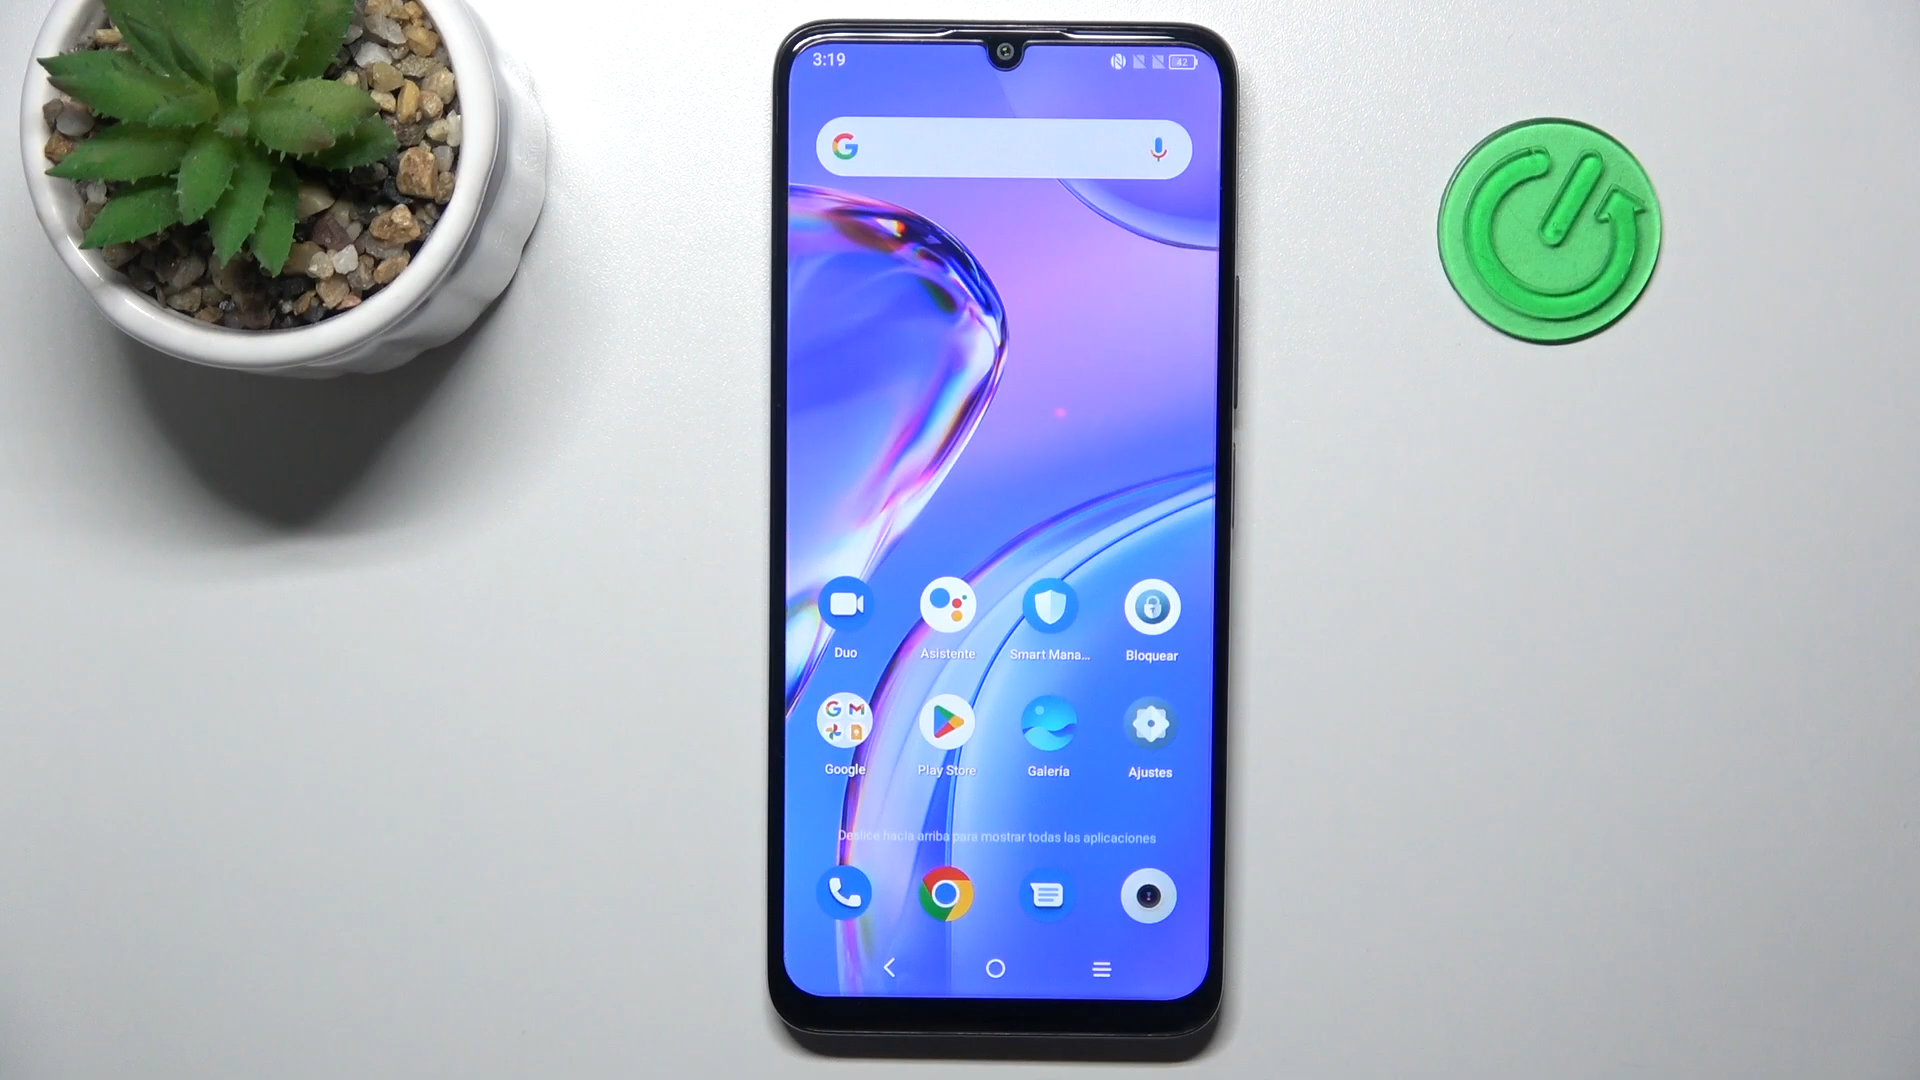 3:19
42
Duo
Asistente
Smart Mana...
Bloquear
Google
Play Store
Galería
Ajustes
Deslice hacia arriba para mostrar todas las aplicaciones